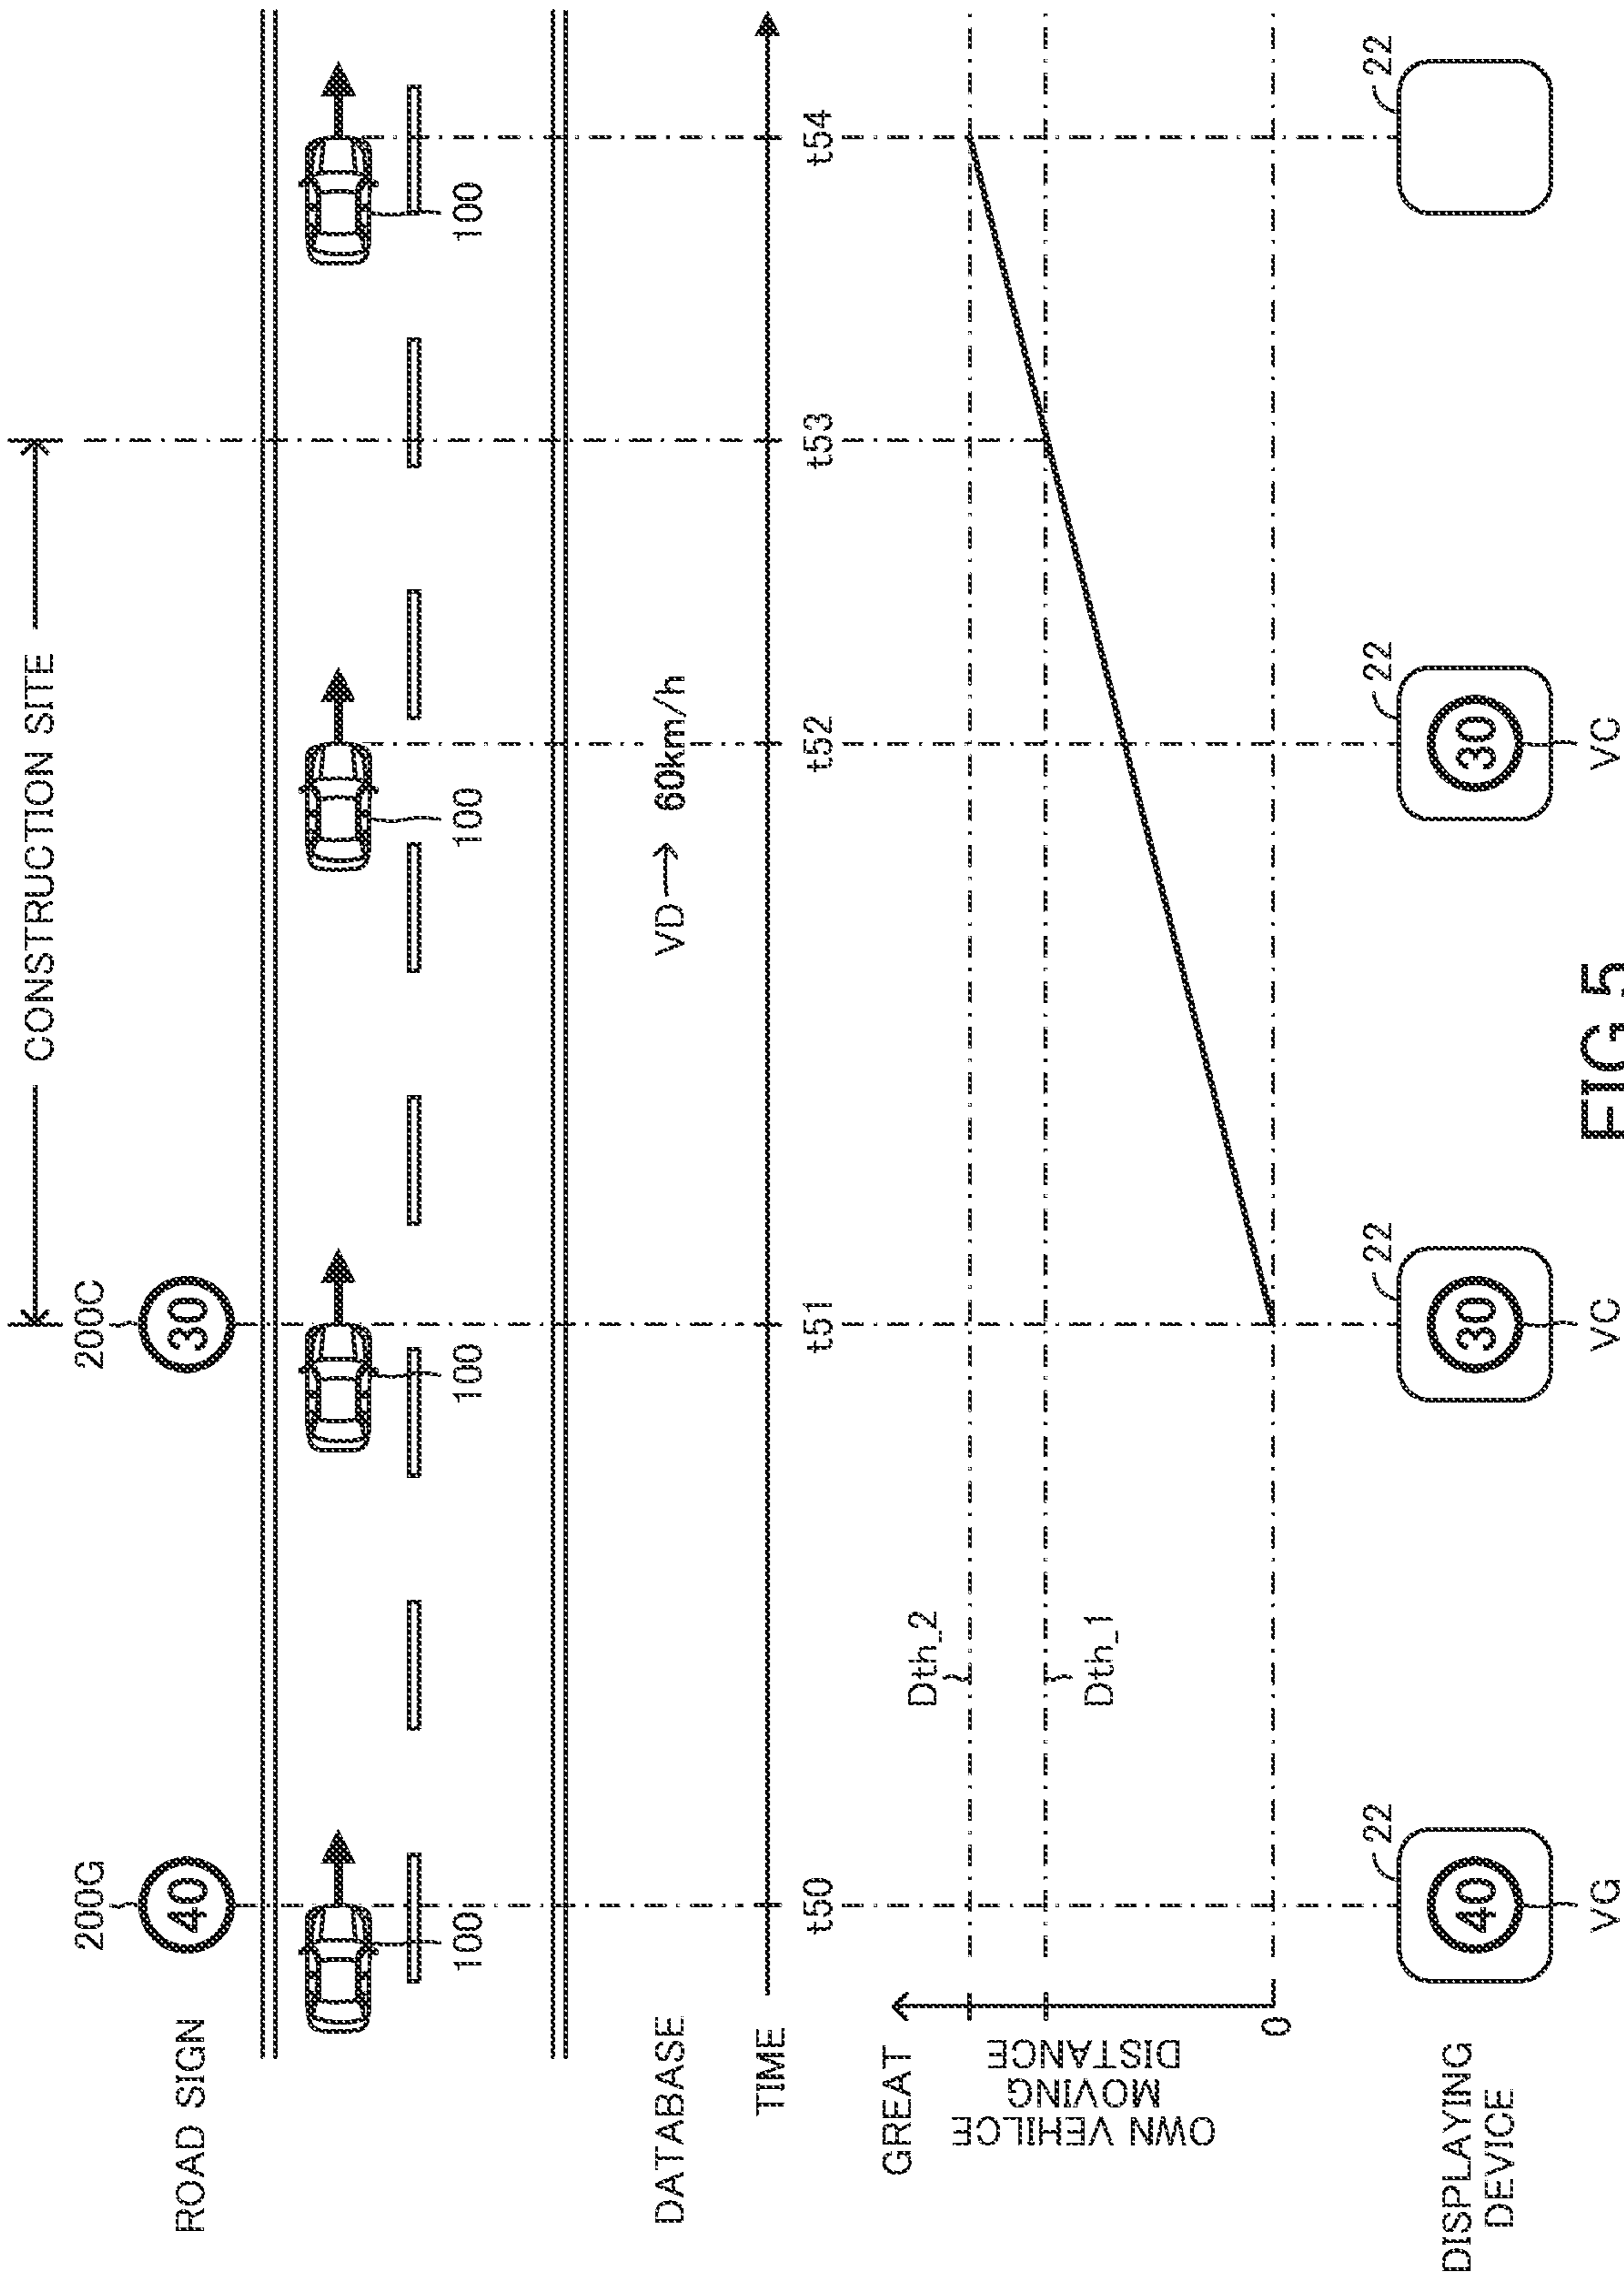 CONSTRUCTION SITE
200G
200C
ROAD SIGN
40
30
100
100
100
100
DATABASE
VD→ 60km/h
TIME
t50
t51
t52
t53
t54
GREAT
Dth_2
OWN VEHILCE
MOVING
DISTANCE
Dth_1
0
22
22
22
22
DISPLAYING
DEVICE
40
30
30
VG
VC
VC
FIG.5